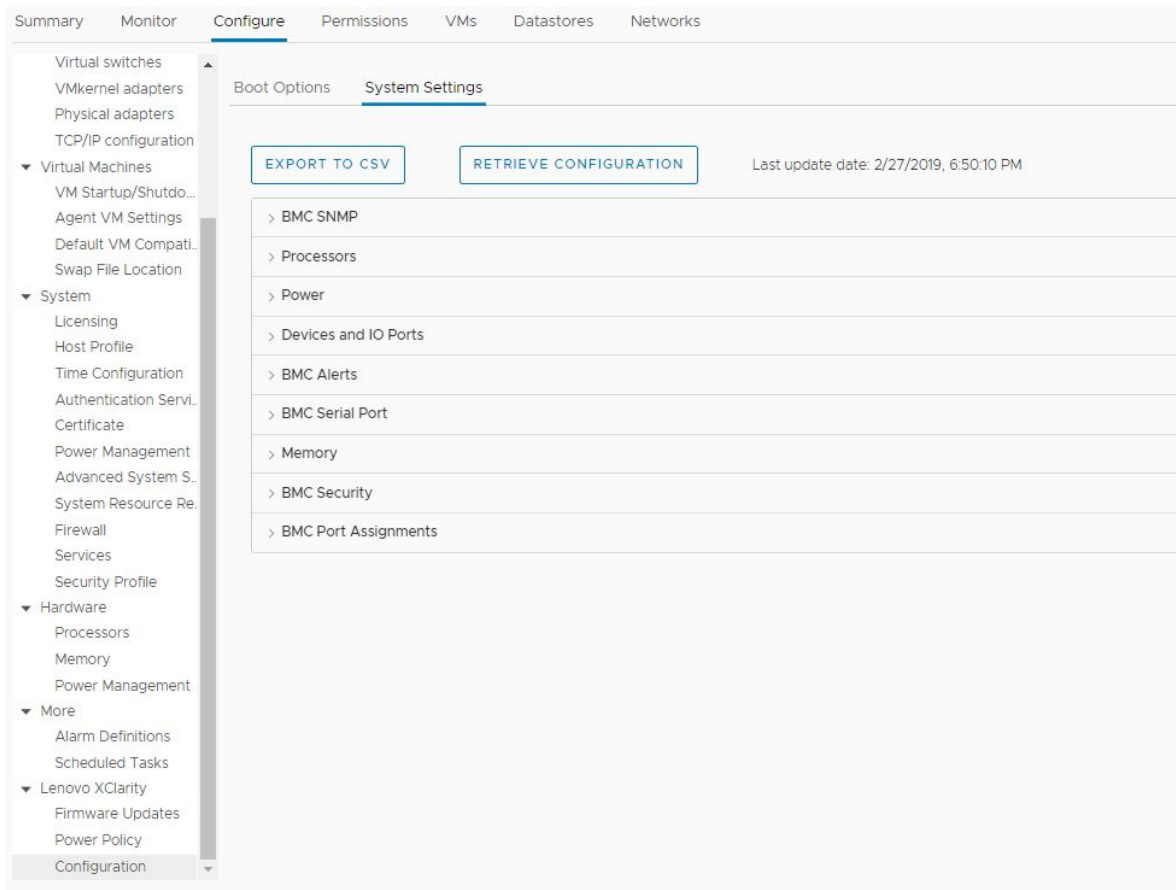 Summary Monitor Configure Permissions VMs Datastores Networks
Virtual switches
VMkernel adapters
Physical adapters
TCP/IP configuration
Virtual Machines
VM Startup/Shutdo...
Agent VM Settings
Default VM Compati..
Swap File Location
System
Licensing
Host Profile
Time Configuration
Authentication Servi..
Certificate
Power Management
Advanced System S..
System Resource Re.
Firewall
Services
Security Profile
Hardware
Processors
Memory
Power Management
More
Alarm Definitions
Scheduled Tasks
Lenovo XClarity
Firmware Updates
Power Policy
Configuration
Boot Options System Settings
EXPORT TO CSV RETRIEVE CONFIGURATION Last update date: 2/27/2019, 6:50:10 PM
BMC SNMP
Processors
Power
Devices and IO Ports
BMC Alerts
BMC Serial Port
Memory
BMC Security
BMC Port Assignments